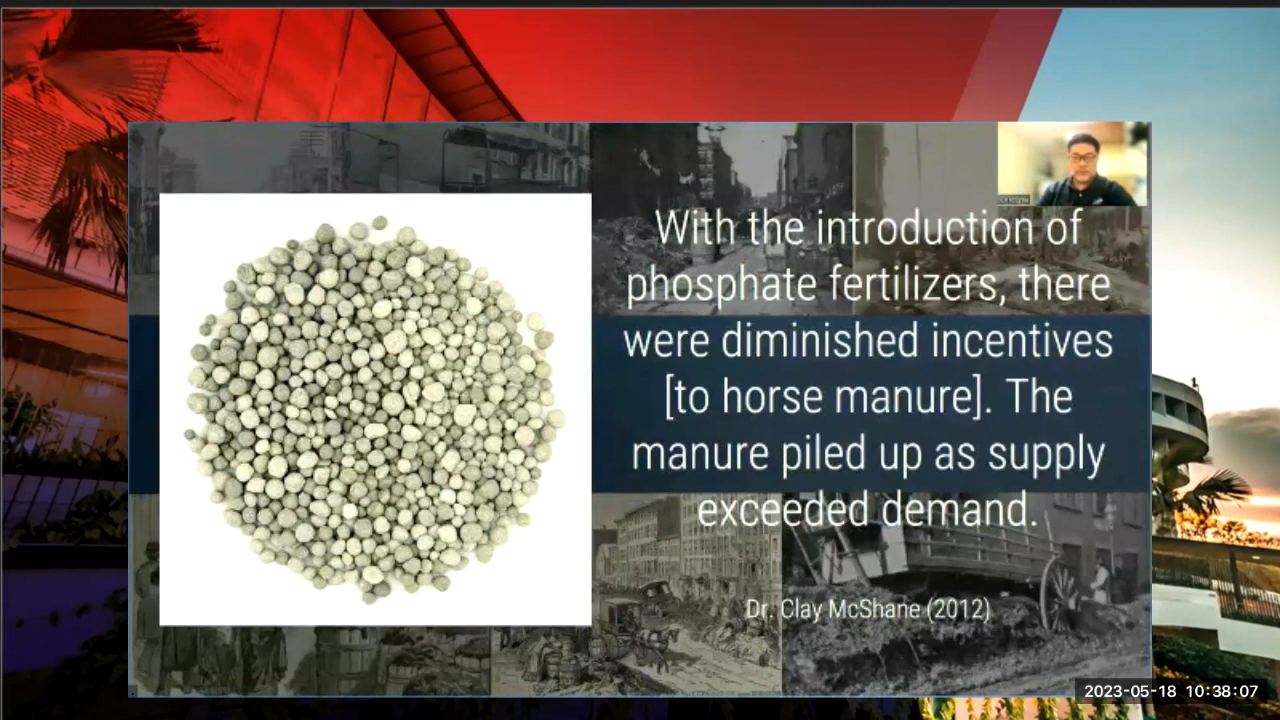 With the introduction of
phosphate fertilizers, there
were diminished incentives
[to horse manure]. The
manure piled up as supply
exceeded demand.
Dr. Clay McShane (2012)
2023-05-18 10:38:07